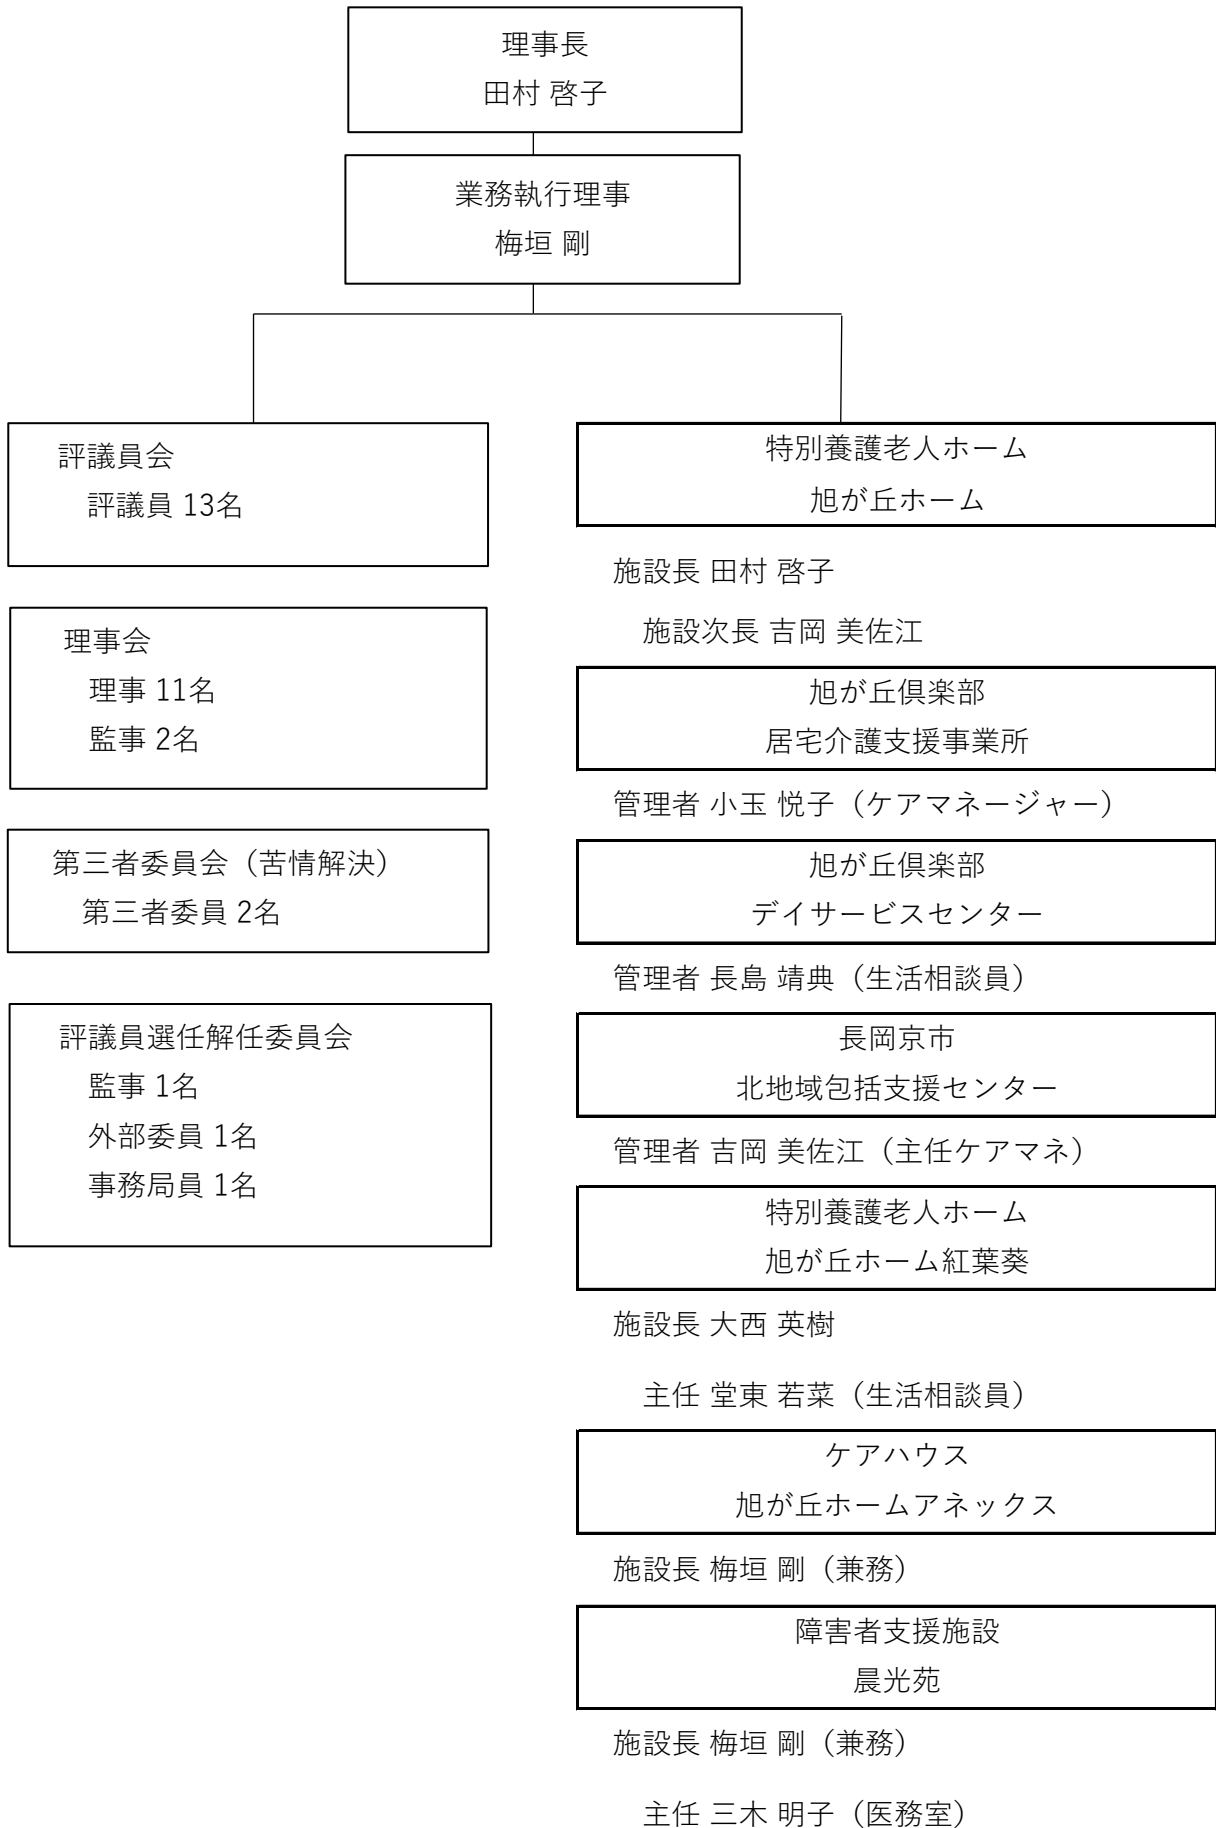 理事長
田村 啓子
業務執行理事
梅垣 剛
評議員会
評議員 13名
理事会
理事 11名
監事 2名
第三者委員会（苦情解決）
第三者委員 2名
評議員選任解任委員会
監事 1名
外部委員 1名
事務局員 1名
特別養護老人ホーム
旭が丘ホーム
施設長 田村 啓子
施設次長 吉岡 美佐江
旭が丘倶楽部
居宅介護支援事業所
管理者 小玉 悦子（ケアマネージャー）
旭が丘倶楽部
デイサービスセンター
管理者 長島 靖典（生活相談員）
長岡京市
北地域包括支援センター
管理者 吉岡 美佐江（主任ケアマネ）
特別養護老人ホーム
旭が丘ホーム紅葉葵
施設長 大西 英樹
主任 堂東 若菜（生活相談員）
ケアハウス
旭が丘ホームアネックス
施設長 梅垣 剛（兼務）
障害者支援施設
晨光苑
施設長 梅垣 剛（兼務）
主任 三木 明子（医務室）